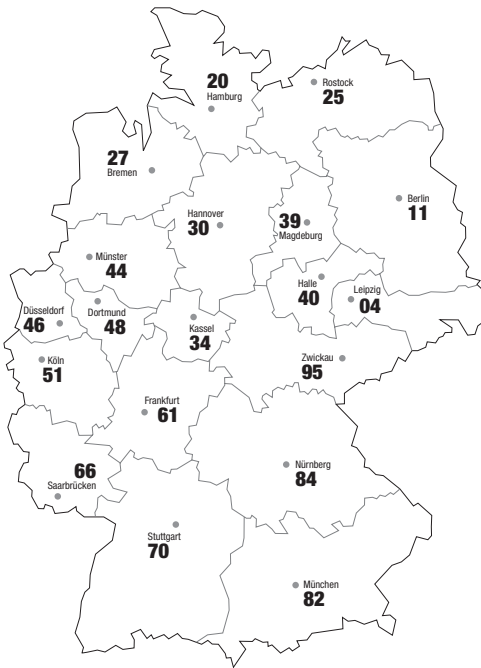 20
Hamburg
Rostock
25
27
Bremen
Berlin
11
Hannover
30
39
Magdeburg
Münster
44
Halle
40
Leipzig
04
Düsseldorf
46
Dortmund
48
Kassel
34
Köln
51
Zwickau
95
Frankfurt
61
66
Saarbrücken
Nürnberg
84
Stuttgart
70
München
82